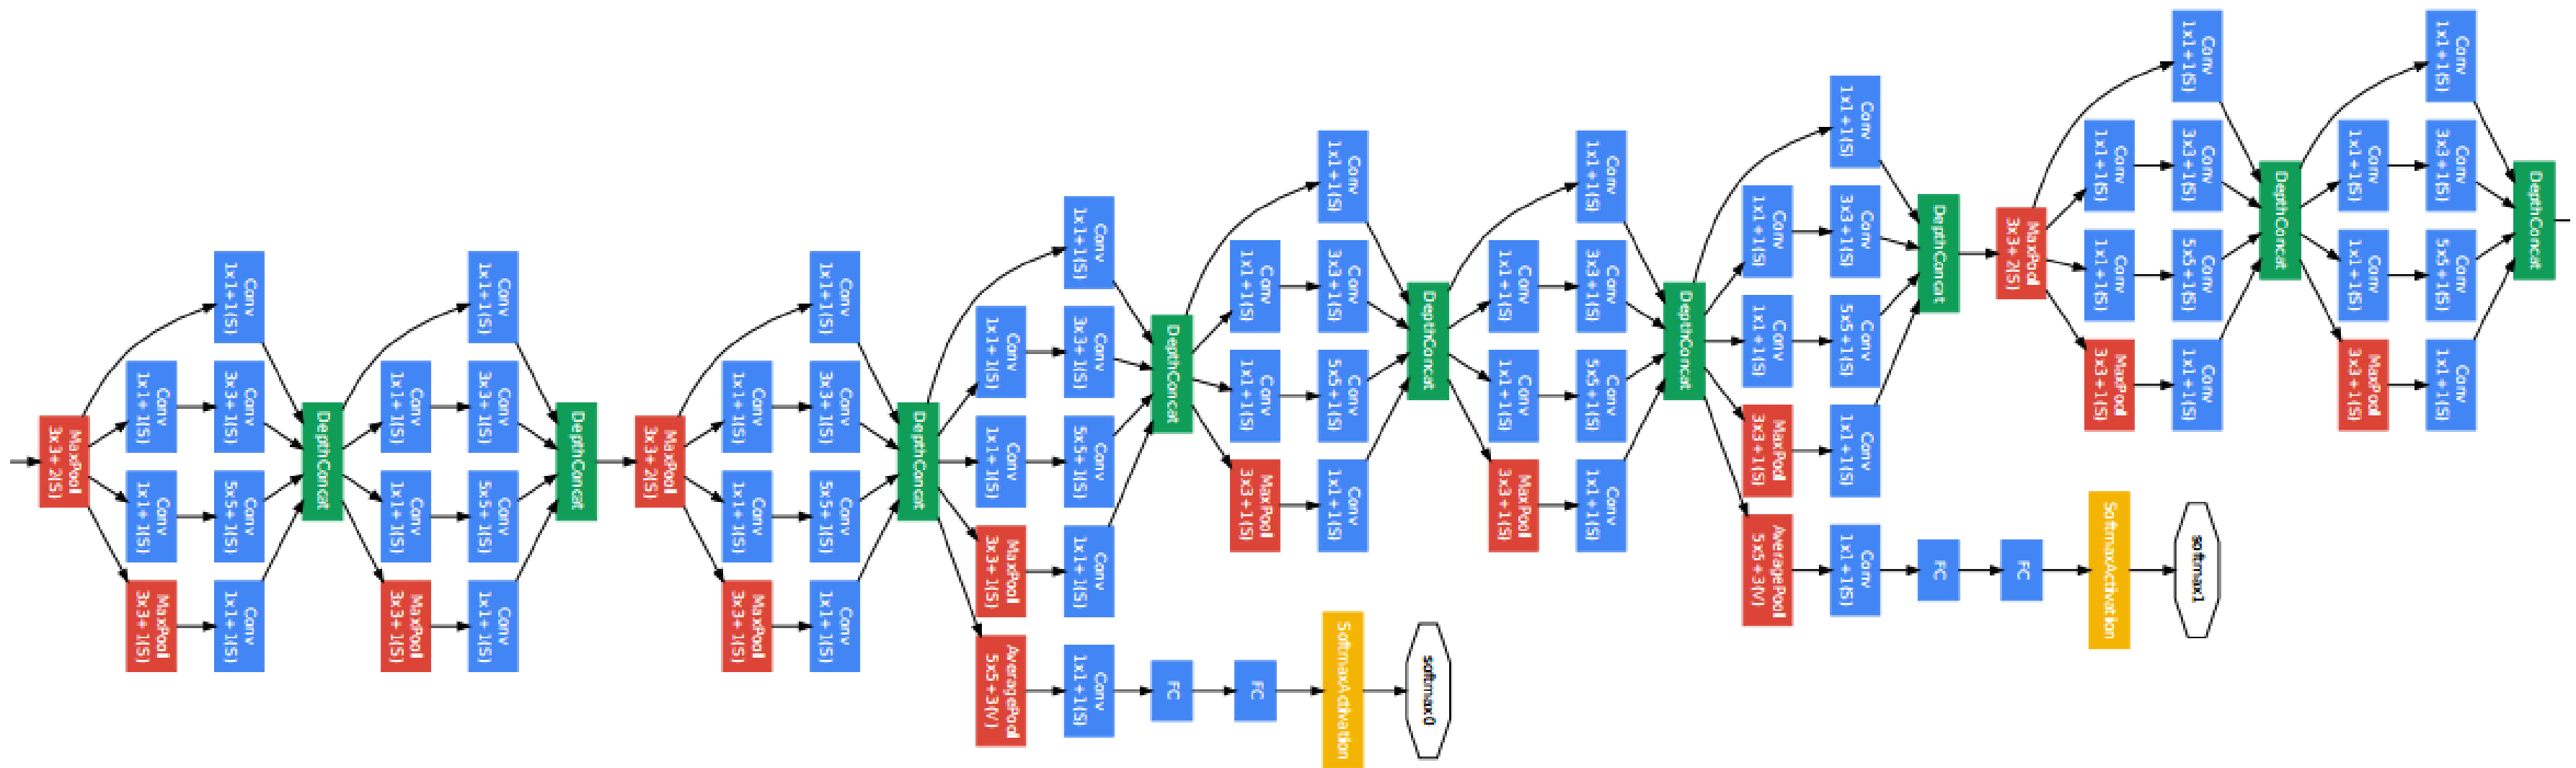 MaxPool
3x3+2(S)
Conv
1x1+1(S)
Conv
1x1+1(S)
MaxPool
3x3+1(S)
Conv
1x1+1(S)
Conv
3x3+1(S)
Conv
5x5+1(S)
Conv
1x1+1(S)
DepthConcat
Conv
1x1+1(S)
Conv
1x1+1(S)
MaxPool
3x3+1(S)
Conv
1x1+1(S)
Conv
3x3+1(S)
Conv
5x5+1(S)
Conv
1x1+1(S)
DepthConcat
MaxPool
3x3+2(S)
Conv
1x1+1(S)
Conv
1x1+1(S)
MaxPool
3x3+1(S)
Conv
1x1+1(S)
Conv
3x3+1(S)
Conv
5x5+1(S)
Conv
1x1+1(S)
DepthConcat
Conv
1x1+1(S)
Conv
1x1+1(S)
MaxPool
3x3+1(S)
AveragePool
5x5+3(V)
Conv
1x1+1(S)
Conv
3x3+1(S)
Conv
5x5+1(S)
Conv
1x1+1(S)
Conv
1x1+1(S)
DepthConcat
FC
Conv
1x1+1(S)
Conv
1x1+1(S)
MaxPool
3x3+1(S)
FC
Conv
1x1+1(S)
Conv
3x3+1(S)
Conv
5x5+1(S)
Conv
1x1+1(S)
SoftmaxActivation
DepthConcat
softmax0
Conv
1x1+1(S)
Conv
1x1+1(S)
MaxPool
3x3+1(S)
Conv
1x1+1(S)
Conv
3x3+1(S)
Conv
5x5+1(S)
Conv
1x1+1(S)
DepthConcat
Conv
1x1+1(S)
Conv
1x1+1(S)
MaxPool
3x3+1(S)
AveragePool
5x5+3(V)
Conv
1x1+1(S)
Conv
3x3+1(S)
Conv
5x5+1(S)
Conv
1x1+1(S)
Conv
1x1+1(S)
DepthConcat
FC
MaxPool
3x3+2(S)
FC
Conv
1x1+1(S)
Conv
1x1+1(S)
MaxPool
3x3+1(S)
SoftmaxActivation
Conv
1x1+1(S)
Conv
3x3+1(S)
Conv
5x5+1(S)
Conv
1x1+1(S)
softmax1
DepthConcat
Conv
1x1+1(S)
Conv
1x1+1(S)
MaxPool
3x3+1(S)
Conv
1x1+1(S)
Conv
3x3+1(S)
Conv
5x5+1(S)
Conv
1x1+1(S)
DepthConcat